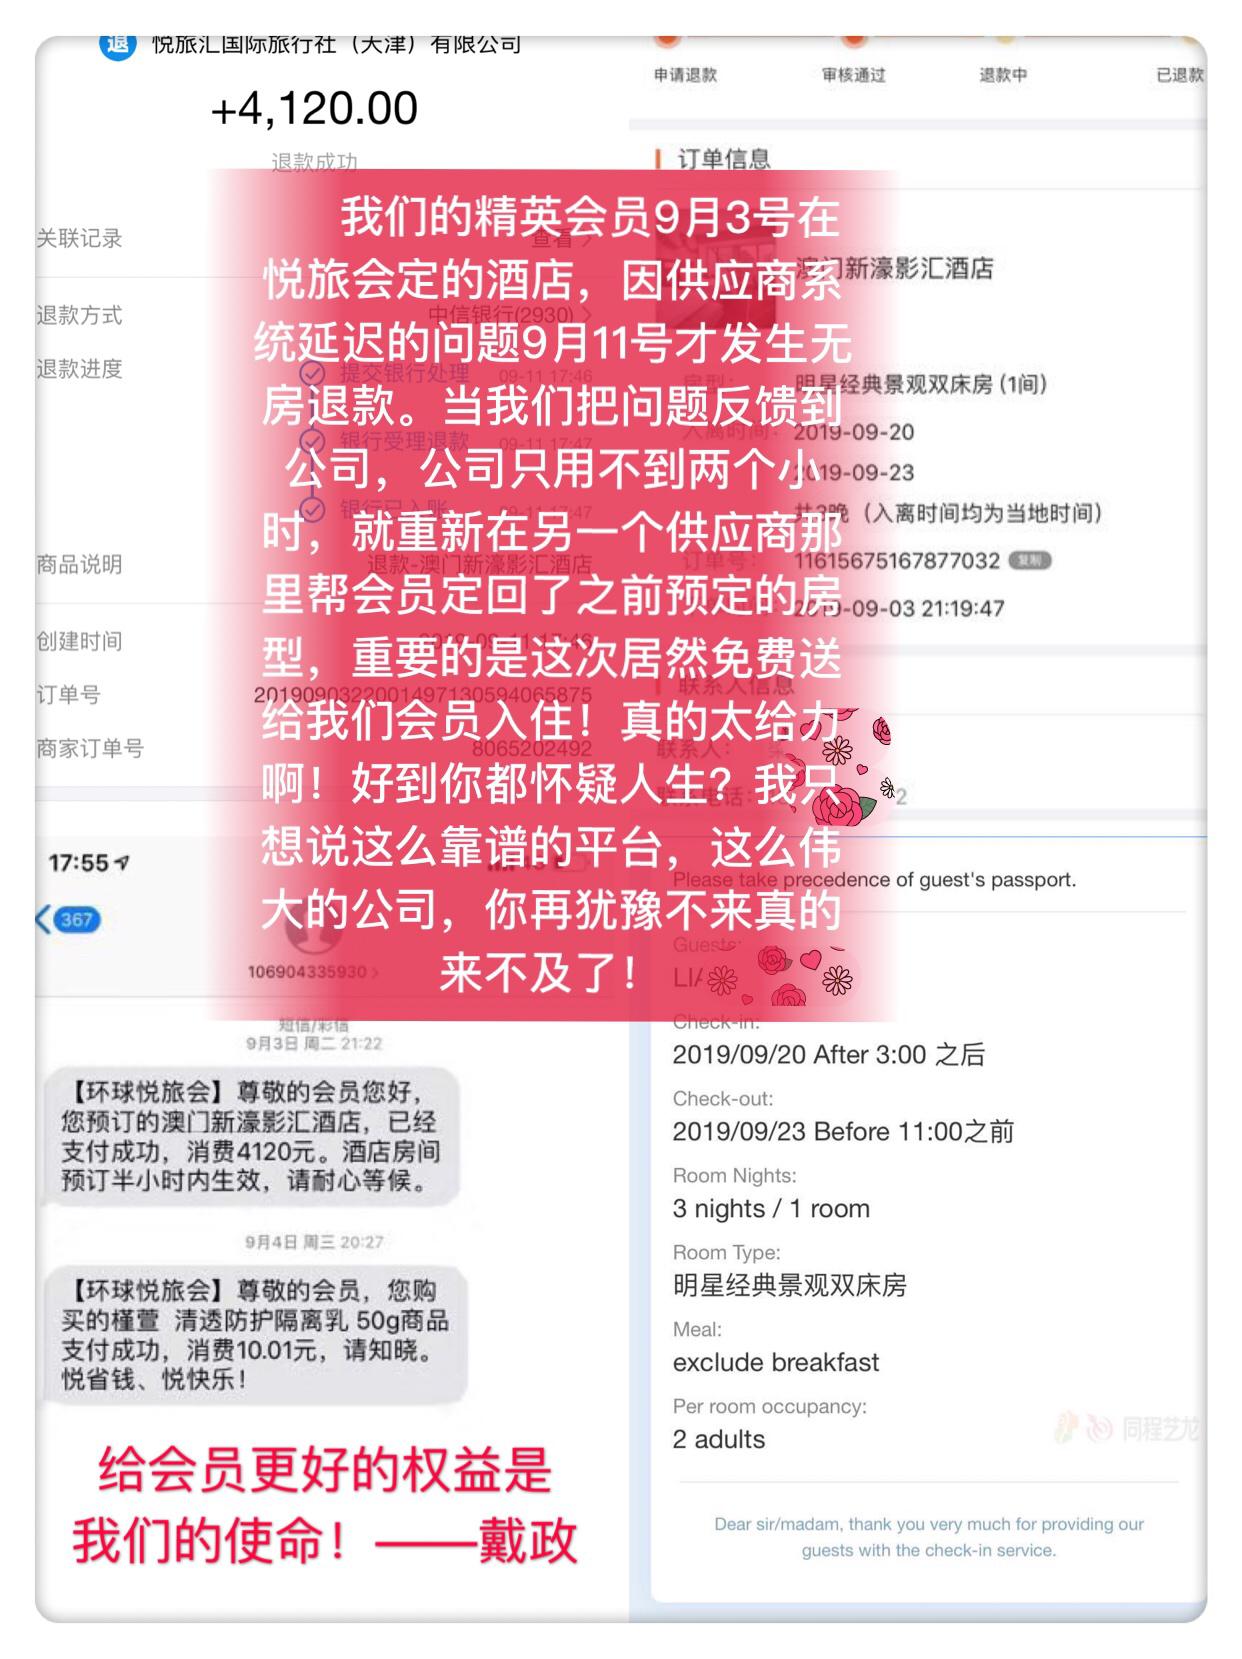 悦旅汇国际旅行社（天津）有限公司
+4,120.00
退款成功
关联记录
查看
退款方式
中信银行(2930)
退款进度
提交银行处理 09-11 17:46
银行受理退款 09-11 17:47
银行已入账
商品说明
退款-澳门新濠影汇酒店
创建时间
2019-09-11 17:46
订单号
2019090322001497130594065875
商家订单号
8065202492
申请退款 审核通过 退款中 已退款
订单信息
澳门新濠影汇酒店
房型：
明星经典景观双床房 (1间)
入离时间：
2019-09-20
2019-09-23
共3晚（入离时间均为当地时间）
订单号：
11615675167877032 复制
2019-09-03 21:19:47
联系人信息
联系人：
联系电话：
2
我们的精英会员9月3号在
悦旅会定的酒店，因供应商系
统延迟的问题9月11号才发生无
房退款。当我们把问题反馈到
公司，公司只用不到两个小
时，就重新在另一个供应商那
里帮会员定回了之前预定的房
型，重要的是这次居然免费送
给我们会员入住！真的太给力
啊！好到你都怀疑人生？我只
想说这么靠谱的平台，这么伟
大的公司，你再犹豫不来真的
来不及了！
17:55
367
106904335930
短信/彩信
9月3日 周二 21:22
【环球悦旅会】尊敬的会员您好，
您预订的澳门新濠影汇酒店，已经
支付成功，消费4120元。酒店房间
预订半小时内生效，请耐心等候。
9月4日 周三 20:27
【环球悦旅会】尊敬的会员，您购
买的槿萱 清透防护隔离乳 50g商品
支付成功，消费10.01元，请知晓。
悦省钱、悦快乐！
给会员更好的权益是
我们的使命！——戴政
Please take precedence of guest's passport.
Guests:
Check-in:
2019/09/20 After 3:00 之后
Check-out:
2019/09/23 Before 11:00之前
Room Nights:
3 nights / 1 room
Room Type:
明星经典景观双床房
Meal:
exclude breakfast
Per room occupancy:
2 adults
同程艺龙
Dear sir/madam, thank you very much for providing our
guests with the check-in service.